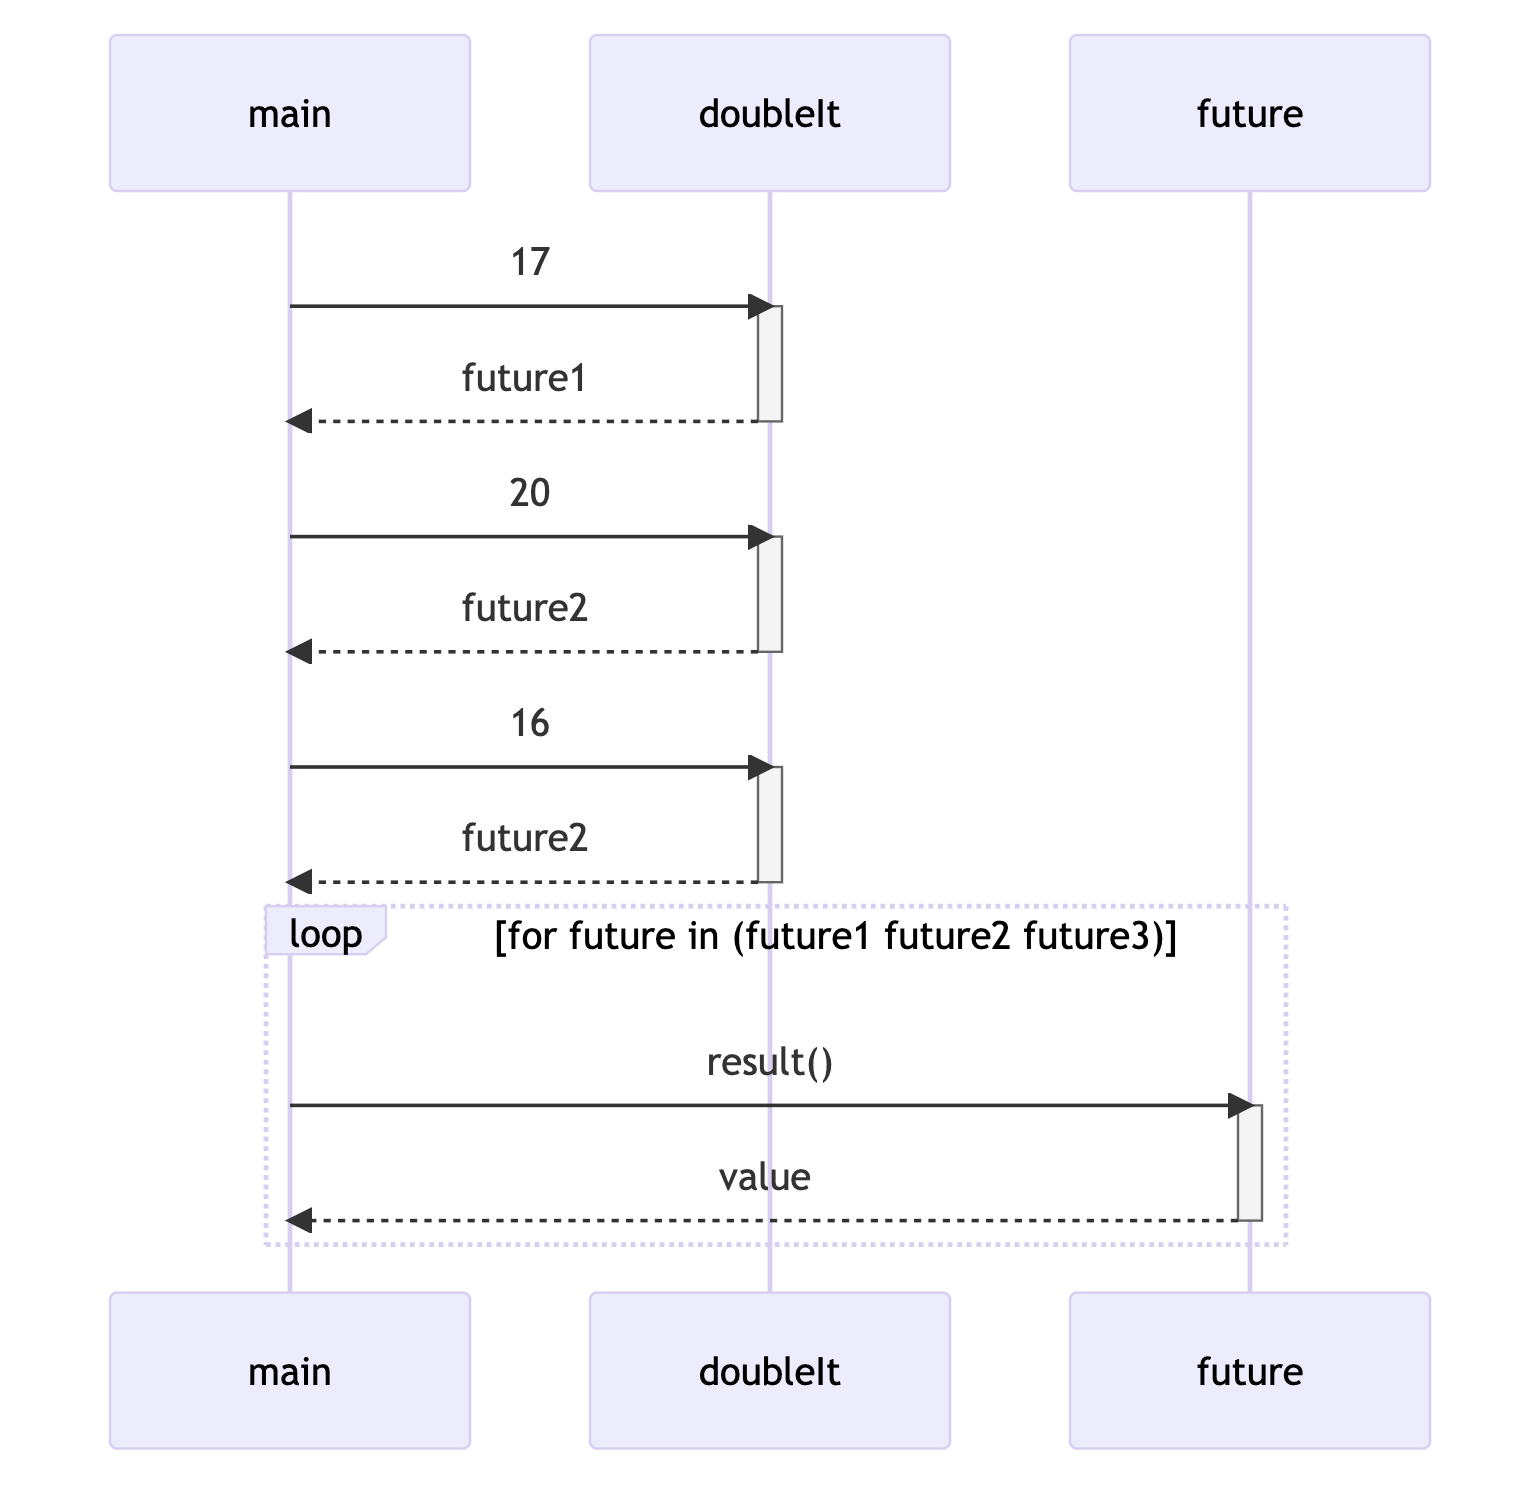 main
doubleIt
future
17
future1
20
future2
16
future2
loop
[for future in (future1 future2 future3)]
result()
value
main
doubleIt
future